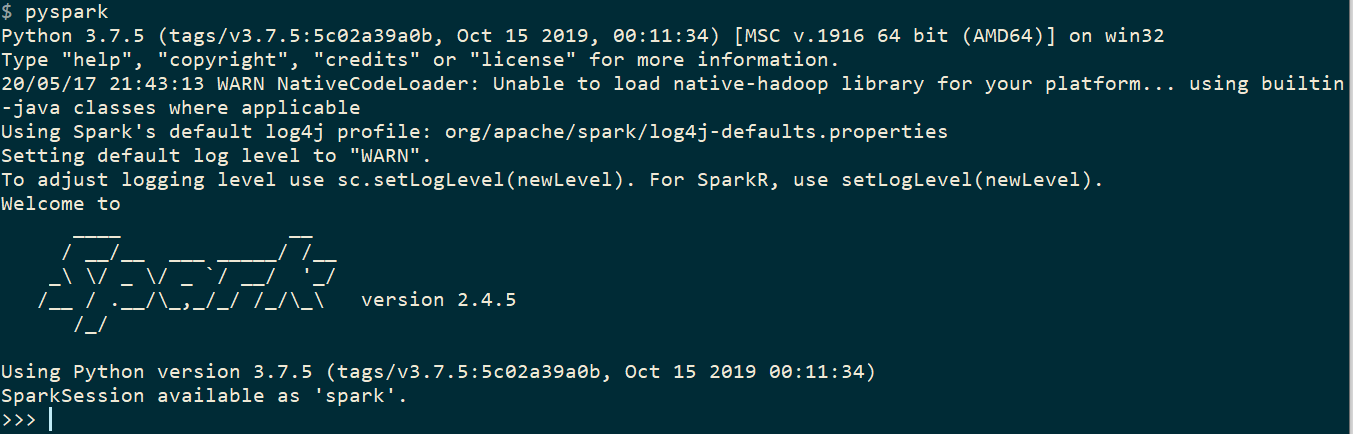 $ pyspark
Python 3.7.5 (tags/v3.7.5:5c02a39a0b, Oct 15 2019, 00:11:34) [MSC v.1916 64 bit (AMD64)] on win32
Type "help", "copyright", "credits" or "license" for more information.
20/05/17 21:43:13 WARN NativeCodeLoader: Unable to load native-hadoop library for your platform... using builtin
-java classes where applicable
Using Spark's default log4j profile: org/apache/spark/log4j-defaults.properties
Setting default log level to "WARN".
To adjust logging level use sc.setLogLevel(newLevel). For SparkR, use setLogLevel(newLevel).
Welcome to
      ____              __
     / __/__  ___ _____/ /__
    _\ \/ _ \/ _ `/ __/  '_/
   /__ / .__/\_,_/_/ /_/\_\   version 2.4.5
      /_/
Using Python version 3.7.5 (tags/v3.7.5:5c02a39a0b, Oct 15 2019 00:11:34)
SparkSession available as 'spark'.
>>>